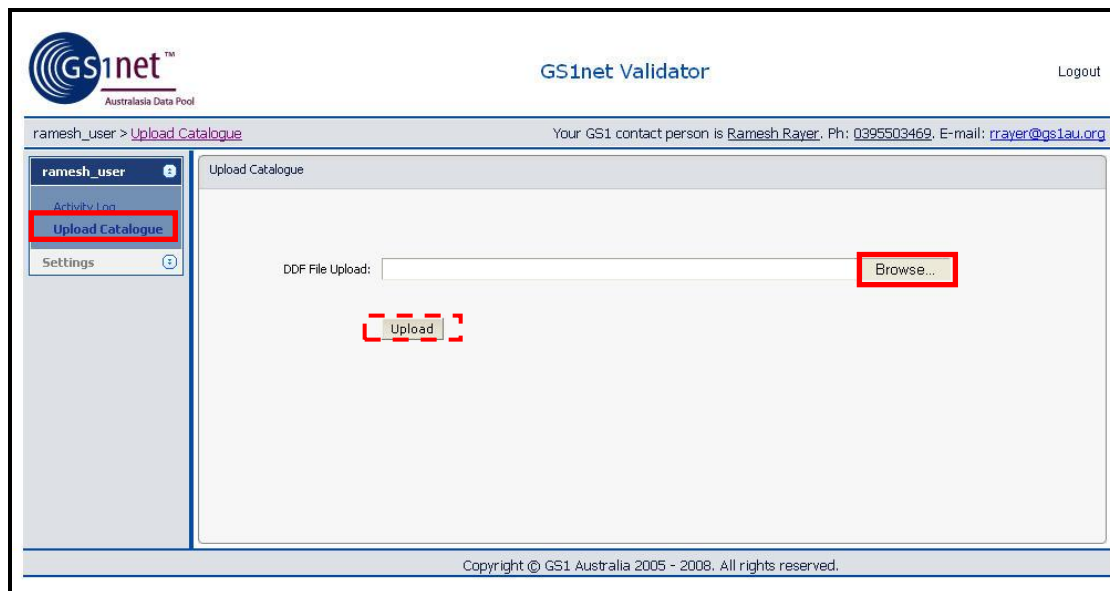 GS1net™
Australasia Data Pool
GS1net Validator
Logout
ramesh_user > Upload Catalogue
Your GS1 contact person is Ramesh Rayer. Ph: 0395503469. E-mail: rrayer@gs1au.org
ramesh_user
Activity Log
Upload Catalogue
Settings
Upload Catalogue
DDF File Upload:
Browse...
Upload
Copyright © GS1 Australia 2005 - 2008. All rights reserved.